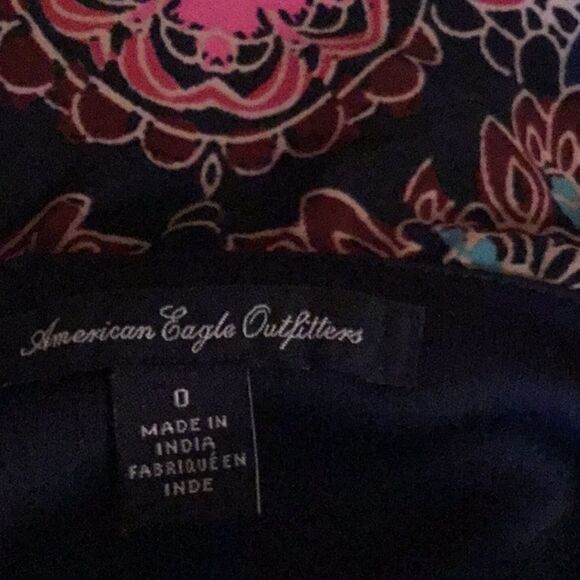 American Eagle Outfitters
0
MADE IN
INDIA
FABRIQUÉ EN
INDE